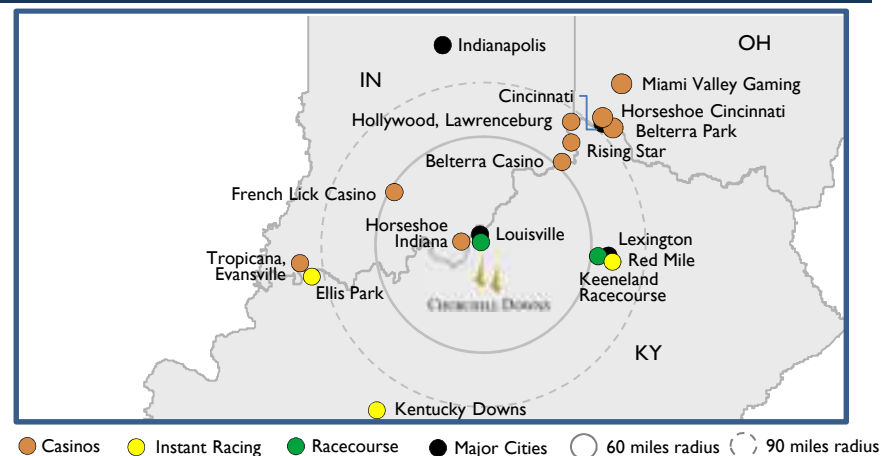 Indianapolis
OH
IN
Miami Valley Gaming
Cincinnati
Horseshoe Cincinnati
Hollywood, Lawrenceburg
Belterra Park
Rising Star
Belterra Casino
French Lick Casino
Horseshoe
Indiana
Louisville
Lexington
Red Mile
Tropicana,
Evansville
Keeneland
Racecourse
Ellis Park
CHURCHILL DOWNS
KY
Kentucky Downs
Casinos
Instant Racing
Racecourse
Major Cities
60 miles radius
90 miles radius